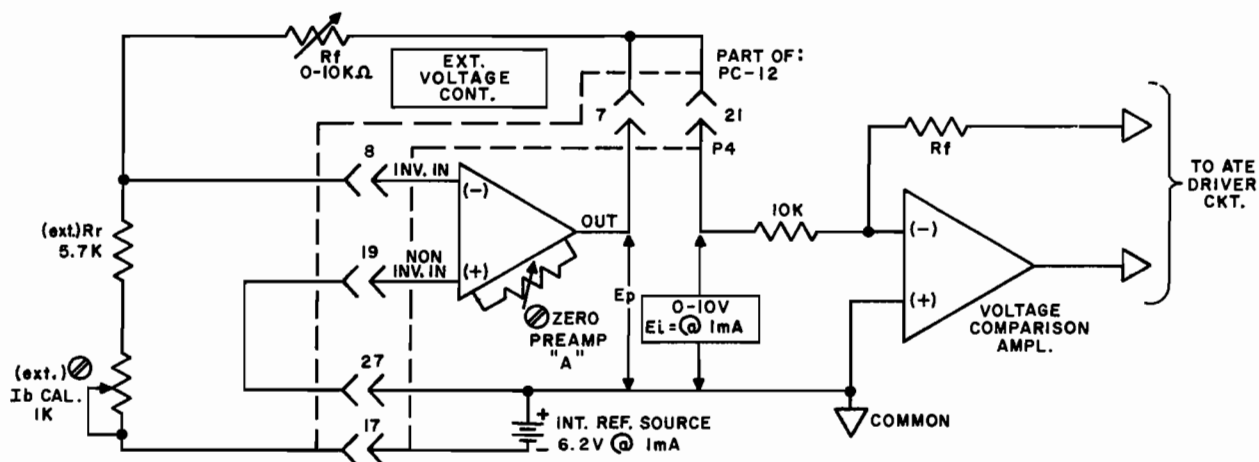 Rf
0-10KΩ
EXT.
VOLTAGE
CONT.
PART OF:
PC-12
7
21
P4
Rf
TO ATE
DRIVER
CKT.
8
INV. IN
(-)
OUT
10K
(-)
(ext.)Rr
5.7K
19
NON
INV. IN
(+)
Ep
0-10V
Ei = @ 1mA
(+)
VOLTAGE
COMPARISON
AMPL.
ZERO
PREAMP
"A"
(ext.)
Ib CAL.
1K
27
COMMON
17
+
INT. REF. SOURCE
6.2V @ 1mA
-